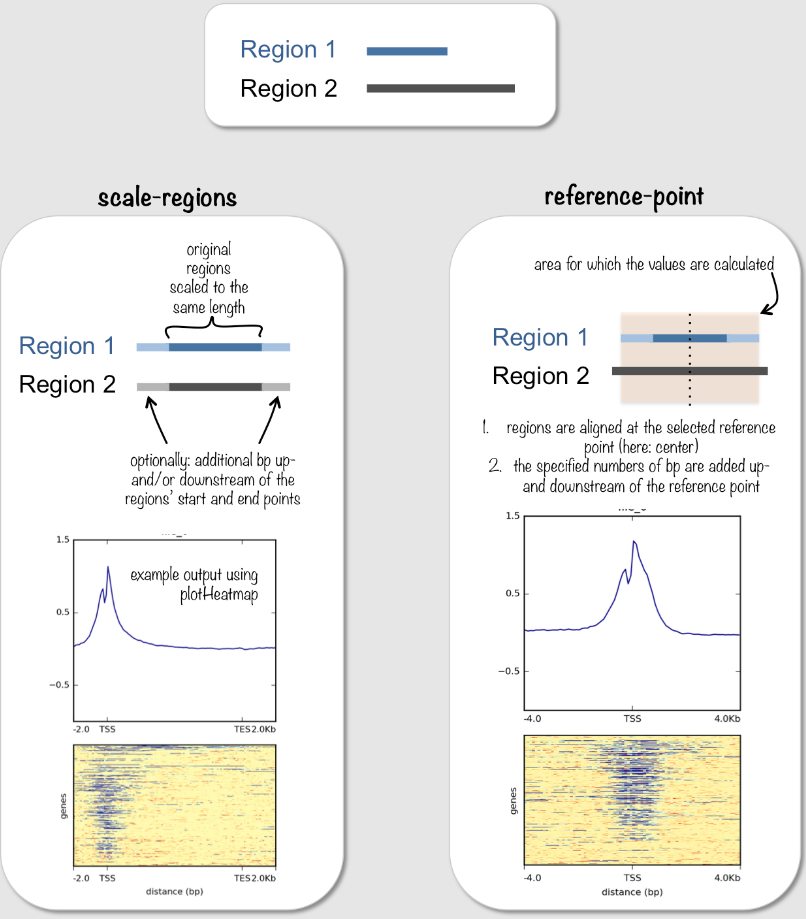 Region 1
Region 2
scale-regions
original
regions
scaled to the
same length
Region 1
Region 2
optionally: additional bp up-
and/or downstream of the
regions' start and end points
1.5
example output using
plotHeatmap
0.5
−0.5
-2.0 TSS TES 2.0Kb
genes
-2.0 TSS TES 2.0Kb
distance (bp)
reference-point
area for which the values are calculated
Region 1
Region 2
1. regions are aligned at the selected reference
point (here: center)
2. the specified numbers of bp are added up-
and downstream of the reference point
1.5
0.5
−0.5
-4.0 TSS 4.0Kb
genes
-4.0 TSS 4.0Kb
distance (bp)